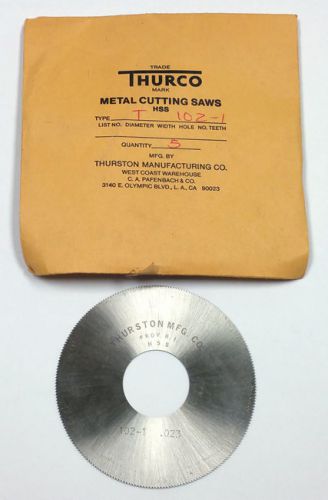 TRADE
THURCO
MARK
METAL CUTTING SAWS
HSS
TYPE T 102-1
LIST NO. DIAMETER WIDTH HOLE NO. TEETH
QUANTITY 5
MFG. BY
THURSTON MANUFACTURING CO.
WEST COAST WAREHOUSE
C. A. PAFENBACH & CO.
3140 E. OLYMPIC BLVD., L. A., CA 90023
THURSTON MFG. CO.
PROV. R.I.
HSS
102-1 .023